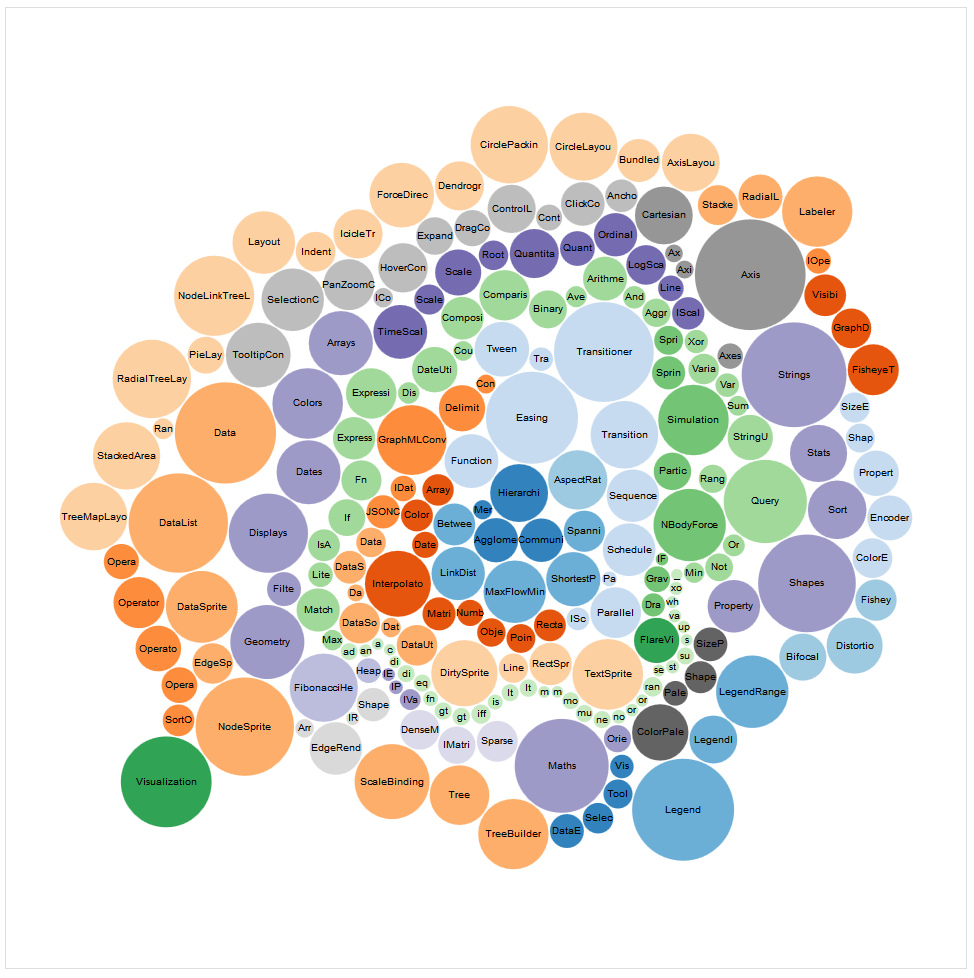 CirclePackin
CircleLayou
Bundled
AxisLayou
Dendrogr
ForceDirec
Stacke
RadialL
Labeler
ControlL
Cont
ClickCo
Ancho
Cartesian
IcicleTr
Expand
DragCo
Ordinal
Layout
Indent
Root
Quantita
Quant
Ax
Axi
Axis
IOpe
HoverCon
Scale
LogSca
PanZoomC
Arithme
Line
Visibi
NodeLinkTreeL
SelectionC
ICo
Scale
Comparis
Binary
Ave
And
Aggr
IScal
GraphD
Composi
TimeScal
Arrays
Spri
Xor
PieLay
TooltipCon
Cou
Tween
Tra
Transitioner
Axes
DateUti
Sprin
Varia
Strings
FisheyeT
RadialTreeLay
Expressi
Dis
Con
Var
Colors
Delimit
Easing
Sum
SizeE
Simulation
Ran
Data
Express
GraphMLConv
Transition
StringU
Shap
StackedArea
Function
Stats
Dates
Fn
Partic
Rang
Propert
IDat
Array
Hierarchi
AspectRat
Sequence
Query
TreeMapLayo
DataList
If
JSONC
Color
Mer
Sort
Encoder
Displays
Betwee
Spanni
NBodyForce
IsA
Data
Date
Agglome
Communi
Schedule
Or
Opera
DataS
IF
ColorE
Lite
LinkDist
ShortestP
Pa
Grav
_
Min
Not
Filte
Da
Interpolato
MaxFlowMin
xo
Shapes
Operator
DataSprite
Match
Matri
Numb
Parallel
Dra
wh
Property
Fishey
DataSo
Dat
Recta
ISc
va
up
Geometry
Max
Obje
Poin
FlareVi
s
SizeP
Operato
ad
an
a
c
DataUt
su
Bifocal
Distortio
EdgeSp
di
di
DirtySprite
Line
RectSpr
TextSprite
se
st
Shape
Opera
FibonacciHe
Heap
IE
IP
eq
lt
lt
ran
Pale
LegendRange
Shape
IVa
fn
is
m
m
mo
or
or
SortO
NodeSprite
Arr
IR
gt
gt
iff
mu
ne
no
DenseM
IMatri
Sparse
Orie
ColorPale
LegendI
EdgeRend
Visualization
ScaleBinding
Tree
Maths
Vis
Tool
Legend
TreeBuilder
DataE
Selec